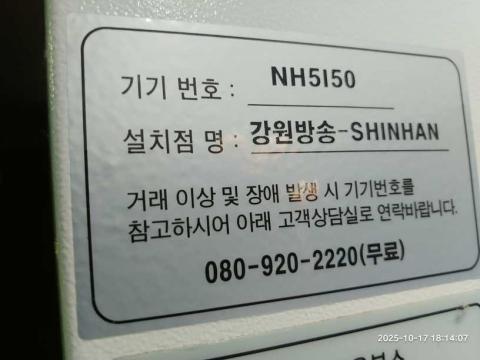 기기 번호 : NH5I50
설치점 명 : 강원방송-SHINHAN
거래 이상 및 장애 발생 시 기기번호를
참고하시어 아래 고객상담실로 연락바랍니다.
080-920-2220(무료)
2025-10-17 18:14:07